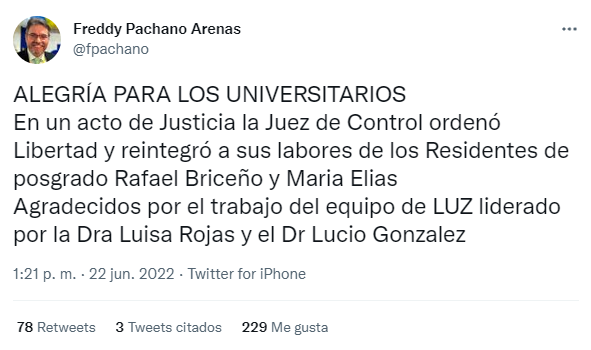 Freddy Pachano Arenas
@fpachano
ALEGRÍA PARA LOS UNIVERSITARIOS
En un acto de Justicia la Juez de Control ordenó
Libertad y reintegró a sus labores de los Residentes de
posgrado Rafael Briceño y Maria Elias
Agradecidos por el trabajo del equipo de LUZ liderado
por la Dra Luisa Rojas y el Dr Lucio Gonzalez
1:21 p. m. · 22 jun. 2022 · Twitter for iPhone
78 Retweets 3 Tweets citados 229 Me gusta